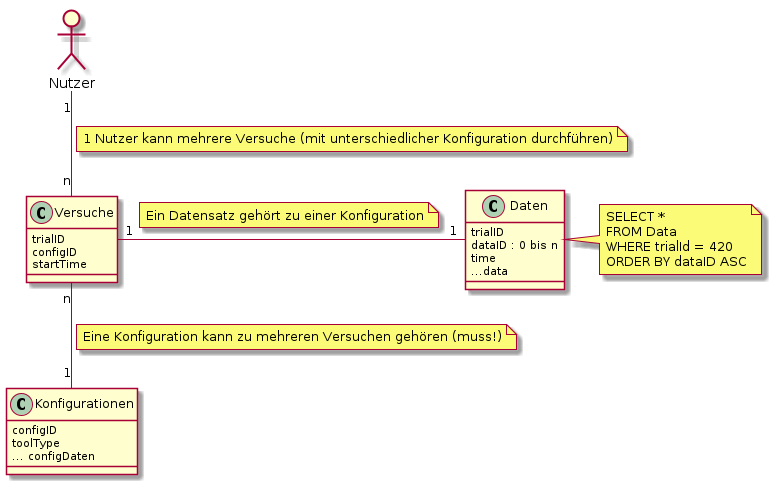 Nutzer
1
1 Nutzer kann mehrere Versuche (mit unterschiedlicher Konfiguration durchführen)
n
C Versuche
trialID
configID
startTime
Ein Datensatz gehört zu einer Konfiguration
1
1
C Daten
trialID
dataID : 0 bis n
time
...data
SELECT *
FROM Data
WHERE trialId = 420
ORDER BY dataID ASC
n
Eine Konfiguration kann zu mehreren Versuchen gehören (muss!)
1
C Konfigurationen
configID
toolType
... configDaten